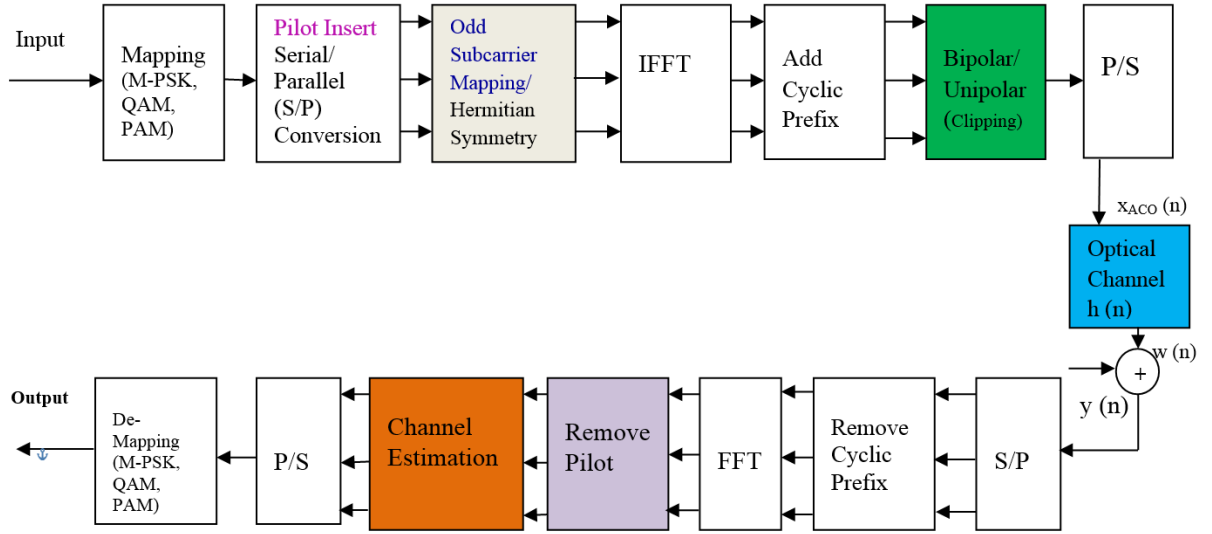 Input
Mapping
(M-PSK,
QAM,
PAM)
Pilot Insert
Serial/
Parallel
(S/P)
Conversion
Odd
Subcarrier
Mapping/
Hermitian
Symmetry
IFFT
Add
Cyclic
Prefix
Bipolar/
Unipolar
(Clipping)
P/S
xACO (n)
Optical
Channel
h (n)
w (n)
+
y (n)
S/P
Remove
Cyclic
Prefix
FFT
Remove
Pilot
Channel
Estimation
P/S
De-
Mapping
(M-PSK,
QAM,
PAM)
Output